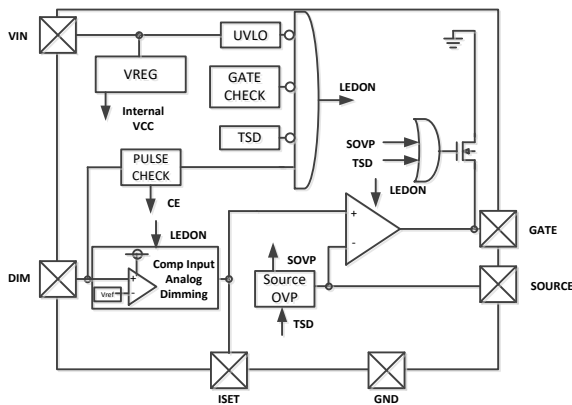 VIN
UVLO
VREG
GATE
CHECK
LEDON
Internal
VCC
TSD
SOVP
TSD
PULSE
CHECK
LEDON
CE
LEDON
+
-
GATE
DIM
Comp Input
Analog
Dimming
+
-
Vref
SOVP
Source
OVP
SOURCE
TSD
ISET
GND